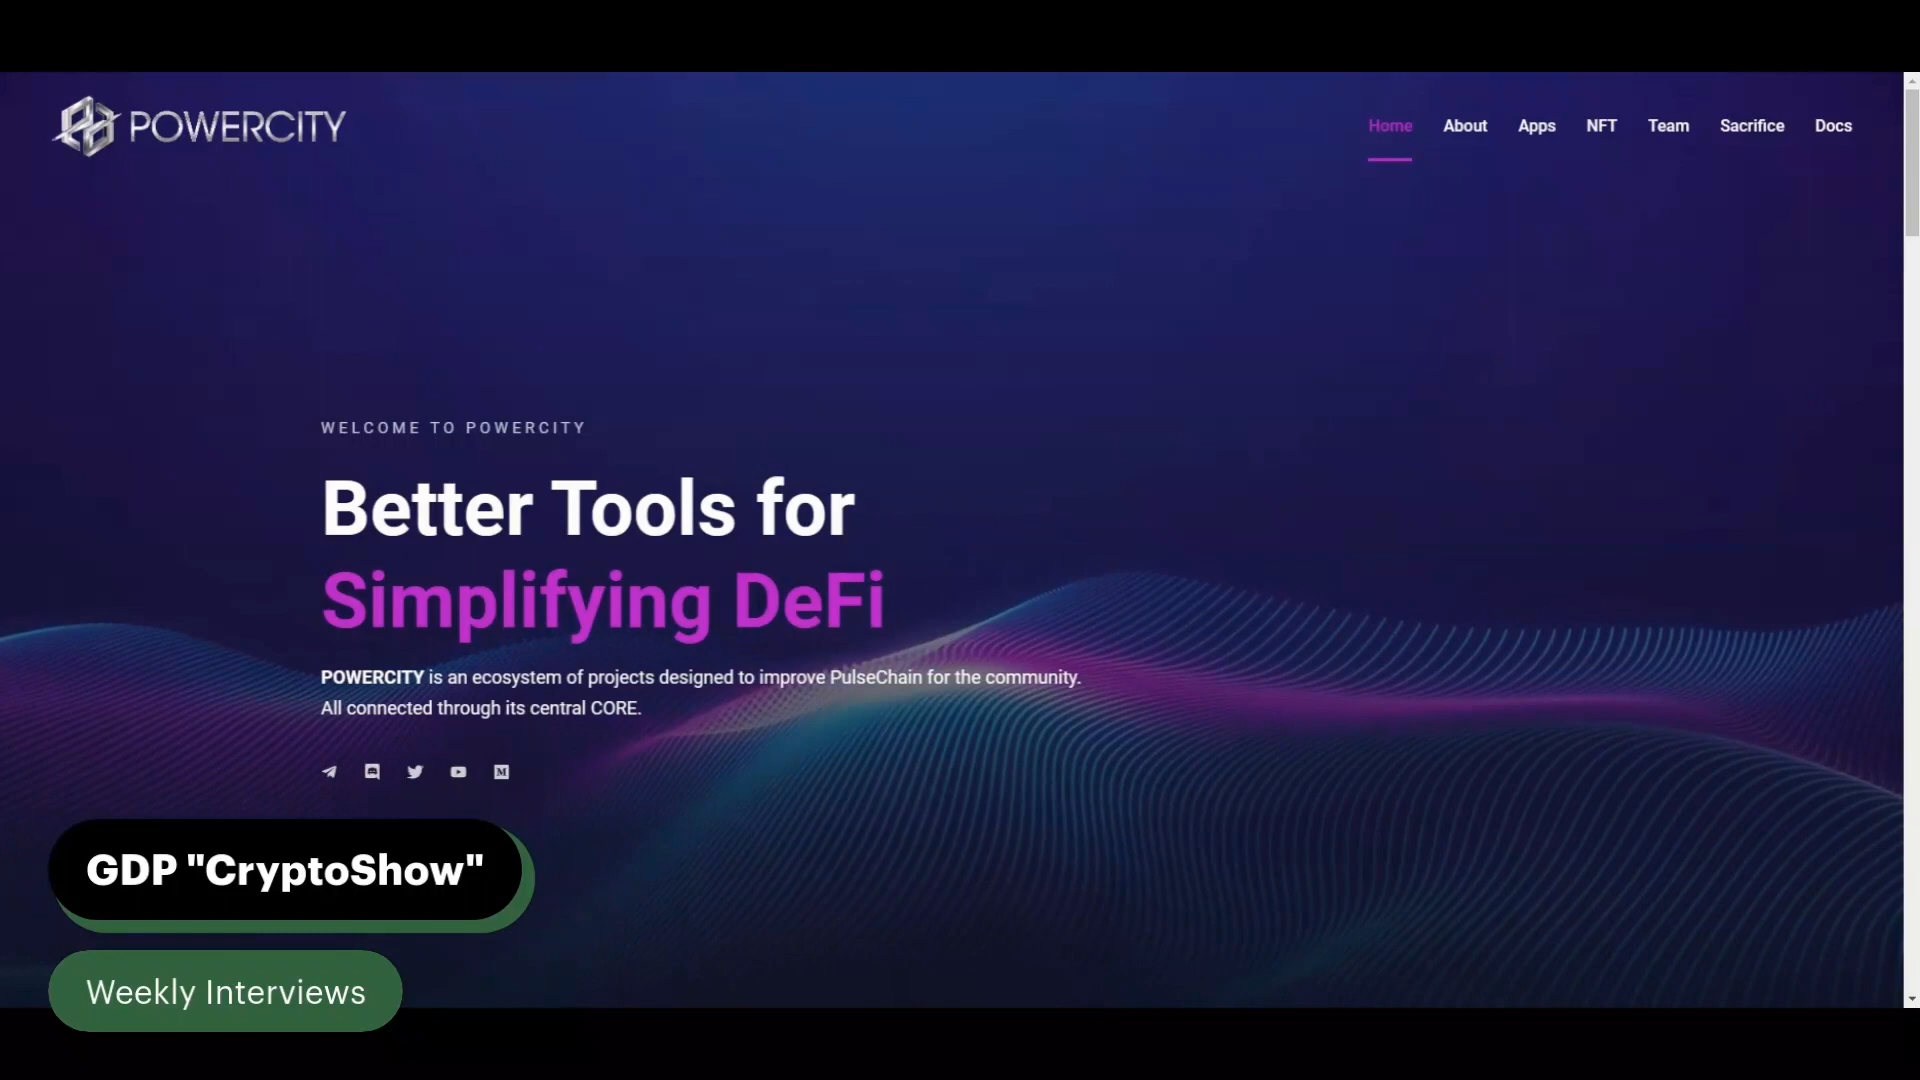 POWERCITY
Home About Apps NFT Team Sacrifice Docs
WELCOME TO POWERCITY
Better Tools for
Simplifying DeFi
POWERCITY is an ecosystem of projects designed to improve PulseChain for the community.
All connected through its central CORE.
GDP "CryptoShow"
Weekly Interviews